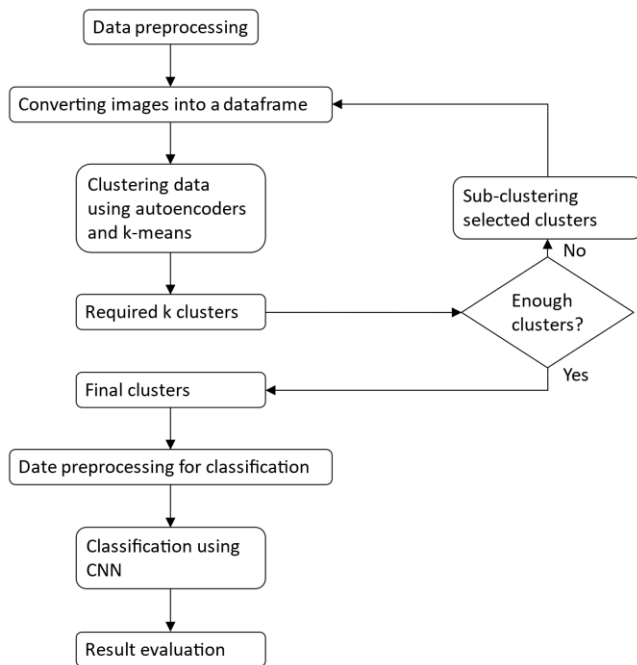 Data preprocessing
Converting images into a dataframe
Clustering data
using autoencoders
and k-means
Sub-clustering
selected clusters
No
Required k clusters
Enough
clusters?
Yes
Final clusters
Date preprocessing for classification
Classification using
CNN
Result evaluation